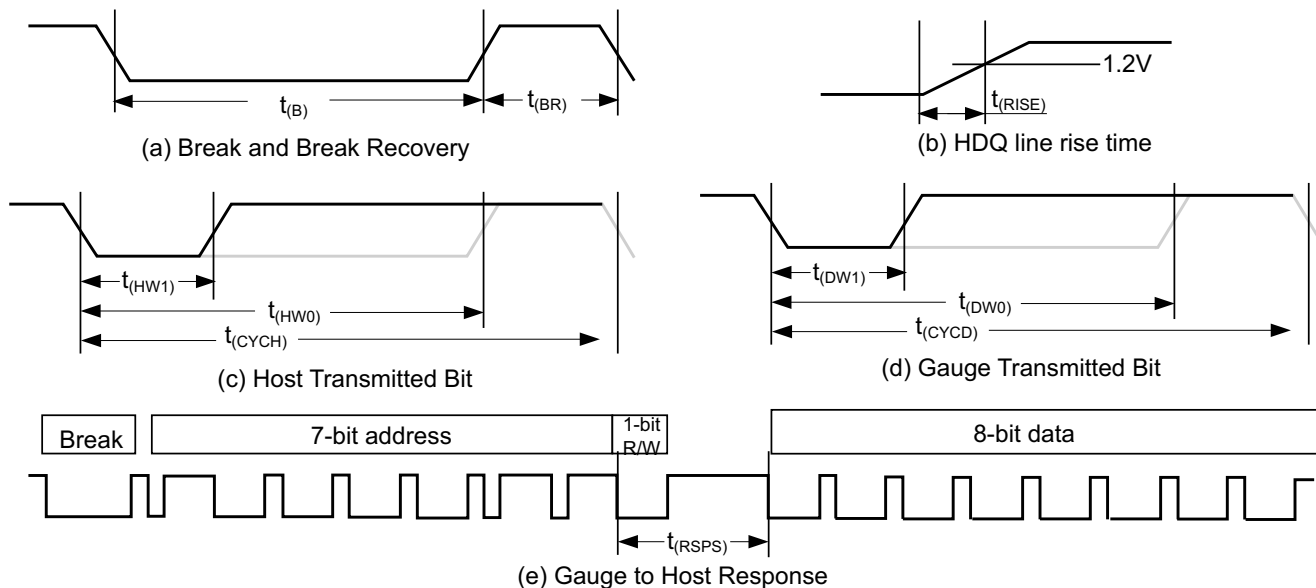 1.2V
t(B)
t(BR)
t(RISE)
(a) Break and Break Recovery
(b) HDQ line rise time
t(HW1)
t(HW0)
t(CYCH)
(c) Host Transmitted Bit
t(DW1)
t(DW0)
t(CYCD)
(d) Gauge Transmitted Bit
Break
7-bit address
1-bit
R/W
8-bit data
t(RSPS)
(e) Gauge to Host Response